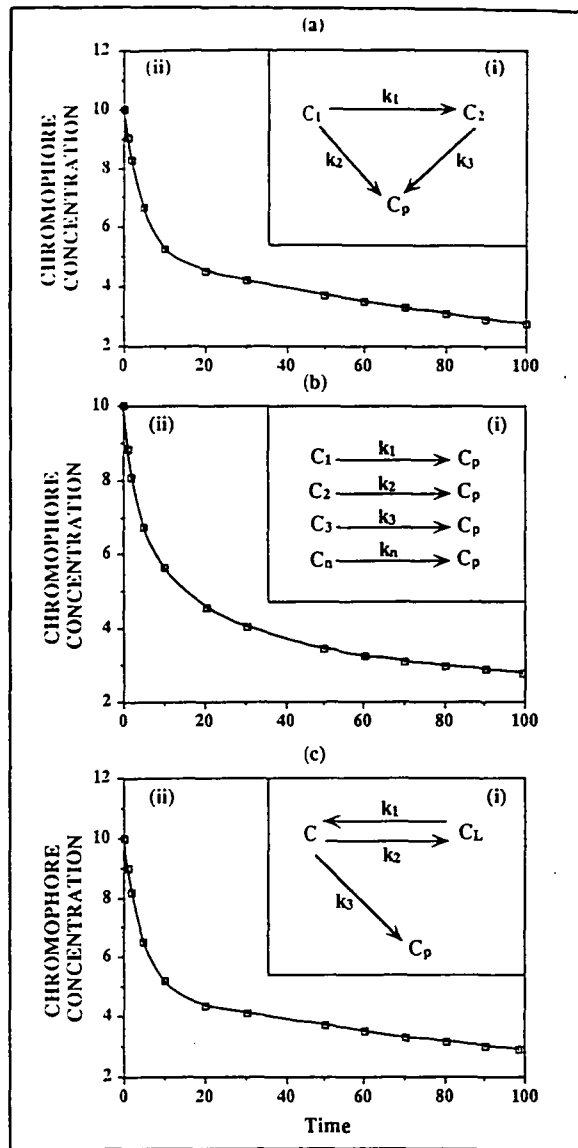 (a)
(ii)
(i)
CHROMOPHORE
CONCENTRATION
12
10
8
6
4
2
0 20 40 60 80 100
C1 k1 C2
k2 k3
Cp
(b)
(ii)
(i)
CHROMOPHORE
CONCENTRATION
10
8
6
4
2
0 20 40 60 80 100
C1 k1 Cp
C2 k2 Cp
C3 k3 Cp
Cn kn Cp
(c)
(ii)
(i)
CHROMOPHORE
CONCENTRATION
12
10
8
6
4
2
0 20 40 60 80 100
k1
C CL
k2
k3
Cp
Time